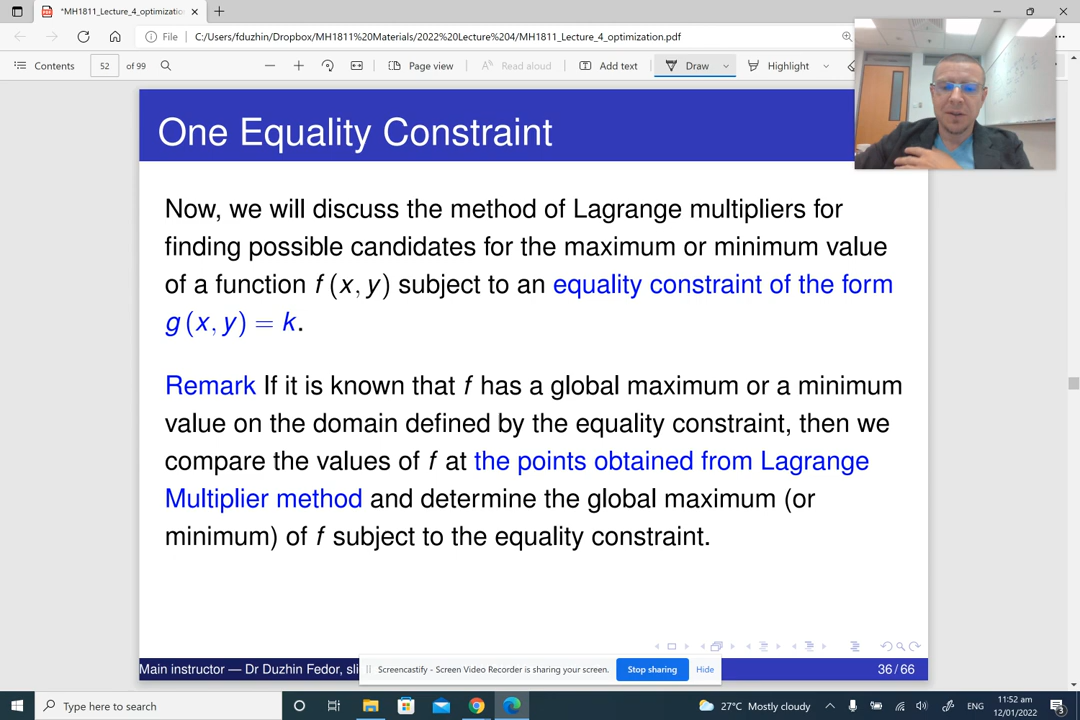 *MH1811_Lecture_4_optimizatio
File
C:/Users/fduzhin/Dropbox/MH1811%20Materials/2022%20Lecture%204/MH1811_Lecture_4_optimization.pdf
Contents
52
of 99
Page view
Read aloud
Add text
Draw
Highlight
One Equality Constraint
Now, we will discuss the method of Lagrange multipliers for
finding possible candidates for the maximum or minimum value
of a function f (x, y) subject to an equality constraint of the form
g (x, y) = k.
Remark If it is known that f has a global maximum or a minimum
value on the domain defined by the equality constraint, then we
compare the values of f at the points obtained from Lagrange
Multiplier method and determine the global maximum (or
minimum) of f subject to the equality constraint.
Main instructor — Dr Duzhin Fedor, sli
36 / 66
Screencastify - Screen Video Recorder is sharing your screen.
Stop sharing
Hide
Type here to search
27°C Mostly cloudy
ENG
11:52 am
12/01/2022
3